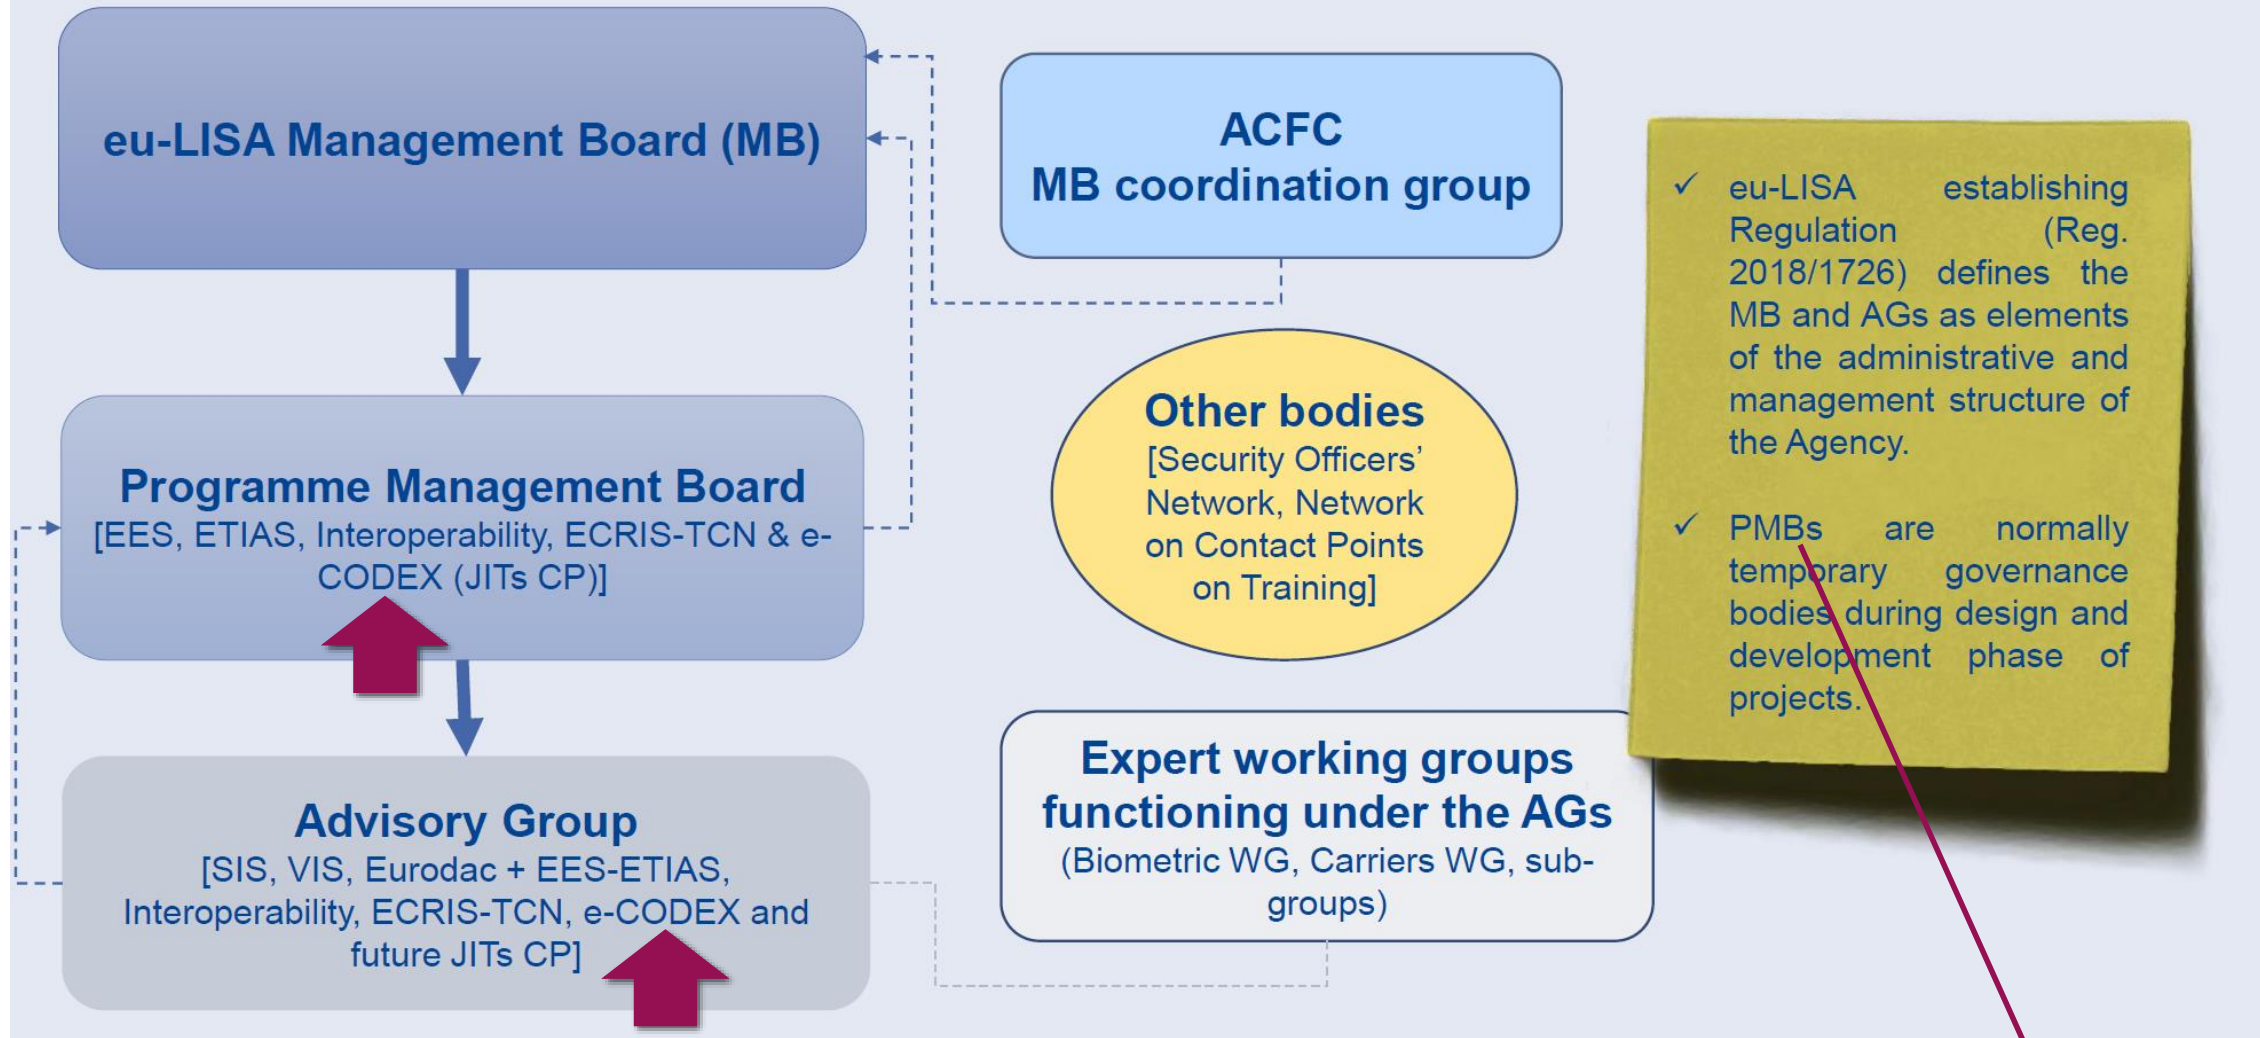 eu-LISA Management Board (MB)
ACFC
MB coordination group
Programme Management Board
[EES, ETIAS, Interoperability, ECRIS-TCN & e-
CODEX (JITs CP)]
Other bodies
[Security Officers’
Network, Network
on Contact Points
on Training]
Advisory Group
[SIS, VIS, Eurodac + EES-ETIAS,
Interoperability, ECRIS-TCN, e-CODEX and
future JITs CP]
Expert working groups
functioning under the AGs
(Biometric WG, Carriers WG, sub-
groups)
✓ eu-LISA establishing
Regulation (Reg.
2018/1726) defines the
MB and AGs as elements
of the administrative and
management structure of
the Agency.
✓ PMBs are normally
temporary governance
bodies during design and
development phase of
projects.